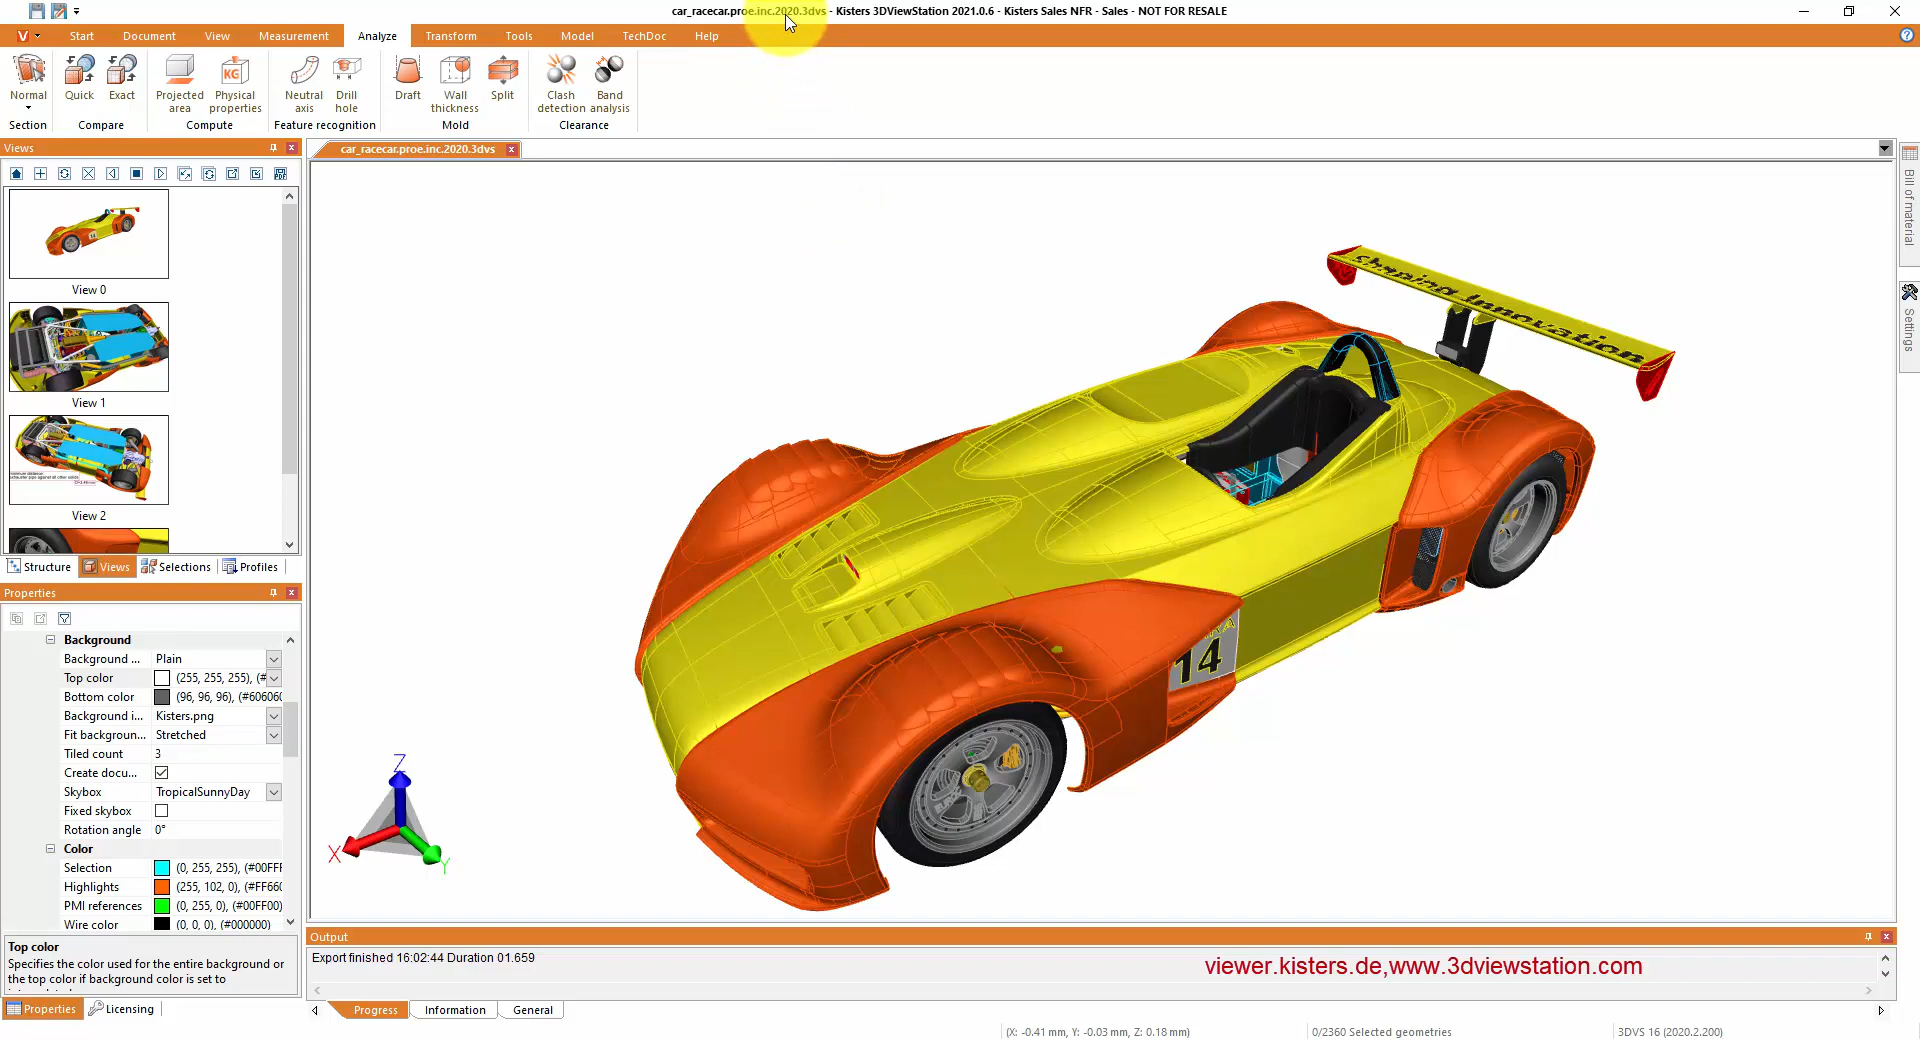 car_racecar.proe.inc.2020.3dvs - Kisters 3DViewStation 2021.0.6 - Kisters Sales NFR - Sales - NOT FOR RESALE
V Start Document View Measurement Analyze Transform Tools Model TechDoc Help
Normal Quick Exact Projected area KG Physical properties Neutral axis Drill hole Draft Wall thickness Split Clash detection Band analysis
Section Compare Compute Feature recognition Mold Clearance
Views
car_racecar.proe.inc.2020.3dvs
View 0
View 1
View 2
Structure Views Selections Profiles
Properties
Background
Background ... Plain
Top color (255, 255, 255), (#
Bottom color (96, 96, 96), (#606060
Background i... Kisters.png
Fit backgroun... Stretched
Tiled count 3
Create docu...
Skybox TropicalSunnyDay
Fixed skybox
Rotation angle 0°
Color
Selection (0, 255, 255), (#00FFF
Highlights (255, 102, 0), (#FF660
PMI references (0, 255, 0), (#00FF00)
Wire color (0, 0, 0), (#000000)
Top color
Specifies the color used for the entire background or
the top color if background color is set to
Properties Licensing
shaping innovation
14
Z
X
Y
Bill of material
Settings
Output
Export finished 16:02:44 Duration 01.659
viewer.kisters.de,www.3dviewstation.com
Progress Information General
(X: -0.41 mm, Y: -0.03 mm, Z: 0.18 mm) 0/2360 Selected geometries 3DVS 16 (2020.2.200)